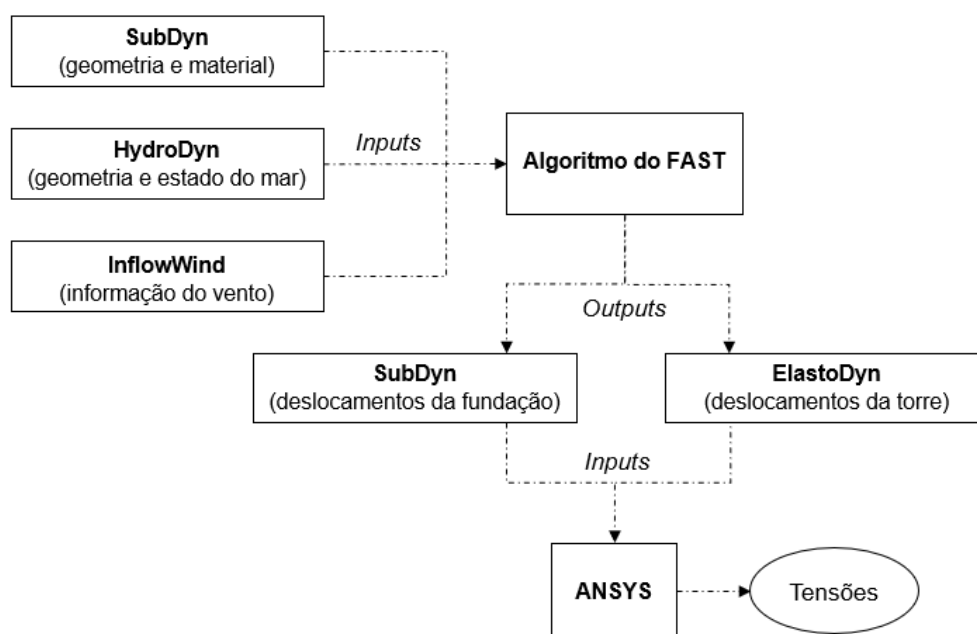 SubDyn
(geometria e material)
HydroDyn
(geometria e estado do mar)
InflowWind
(informação do vento)
Inputs
Algoritmo do FAST
Outputs
SubDyn
(deslocamentos da fundação)
ElastoDyn
(deslocamentos da torre)
Inputs
ANSYS
Tensões